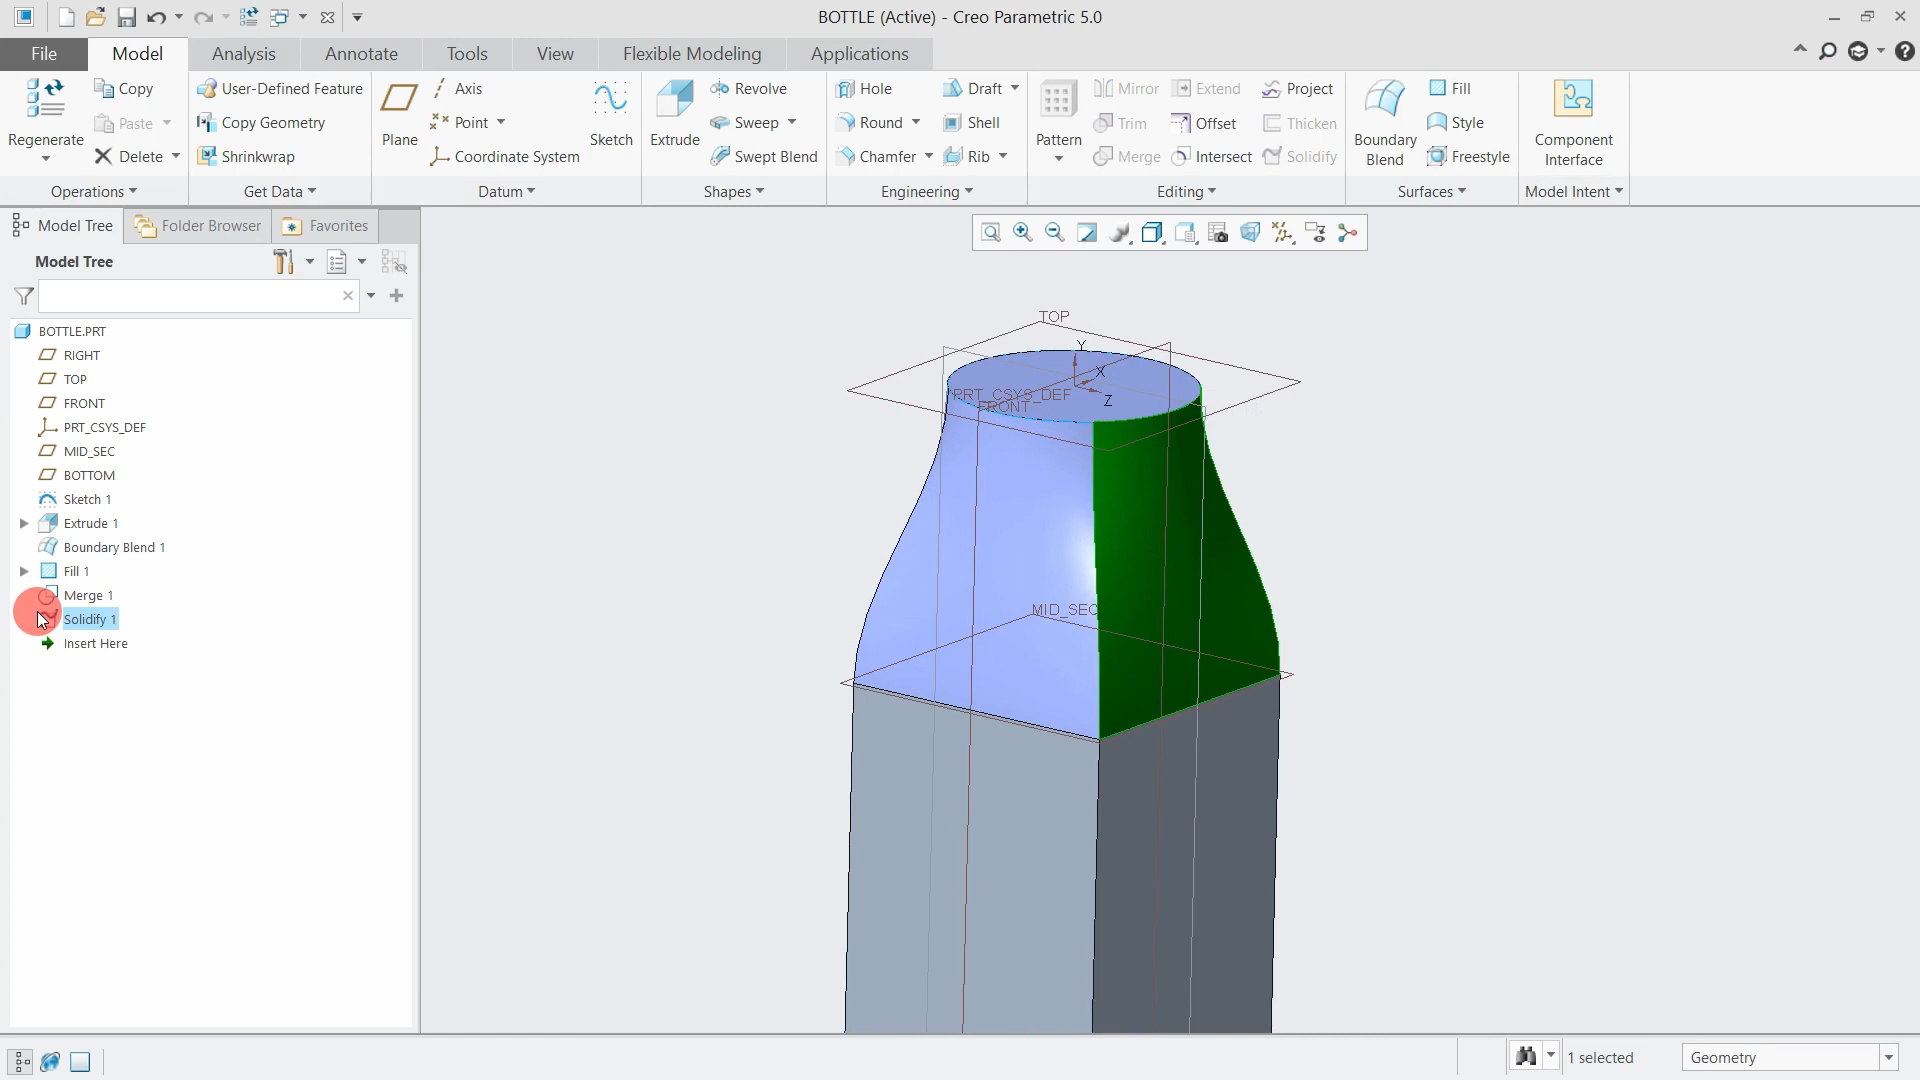 BOTTLE (Active) - Creo Parametric 5.0
File Model Analysis Annotate Tools View Flexible Modeling Applications
Regenerate
Copy
Paste
Delete
Operations
User-Defined Feature
Copy Geometry
Shrinkwrap
Get Data
Plane
Axis
Point
Coordinate System
Sketch
Datum
Extrude
Revolve
Sweep
Swept Blend
Shapes
Hole
Round
Chamfer
Draft
Shell
Rib
Engineering
Pattern
Mirror
Trim
Merge
Extend
Offset
Intersect
Project
Thicken
Solidify
Editing
Boundary
Blend
Fill
Style
Freestyle
Surfaces
Component
Interface
Model Intent
Model Tree Folder Browser Favorites
Model Tree
BOTTLE.PRT
RIGHT
TOP
FRONT
PRT_CSYS_DEF
MID_SEC
BOTTOM
Sketch 1
Extrude 1
Boundary Blend 1
Fill 1
Merge 1
Solidify 1
Insert Here
TOP
Y
X
PRT_CSYS_DEF
Z
FRONT
MID_SEC
1 selected
Geometry